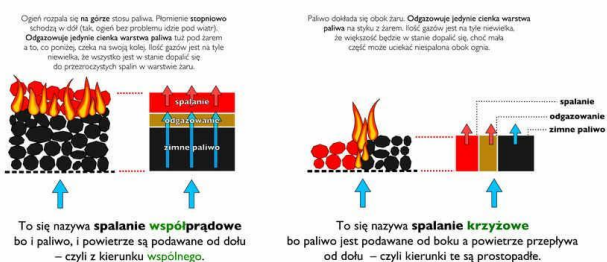 Ogień rozpala się na górze stosu paliwa. Płomienie stopniowo
schodzą w dół (tak, ogień bez problemu idzie pod wiatr).
Odgazowuje jedynie cienka warstwa paliwa tuż pod żarem
a to, co poniżej, czeka na swoją kolej. Ilość gazów jest na tyle
niewielka, że wszystko jest w stanie dopalić się
do przezroczystych spalin w warstwie żaru.
spalanie
odgazowanie
zimne paliwo
To się nazywa spalanie współprądowe
bo i paliwo, i powietrze są podawane od dołu
– czyli z kierunku wspólnego.
Paliwo dokłada się obok żaru. Odgazowuje jedynie cienka warstwa
paliwa na styku z żarem. Ilość gazów jest na tyle niewielka,
że większość będzie w stanie dopalić się, choć mała
część może uciekać niespalona obok ognia.
spalanie
odgazowanie
zimne paliwo
To się nazywa spalanie krzyżowe
bo paliwo jest podawane od boku a powietrze przepływa
od dołu – czyli kierunki te są prostopadłe.